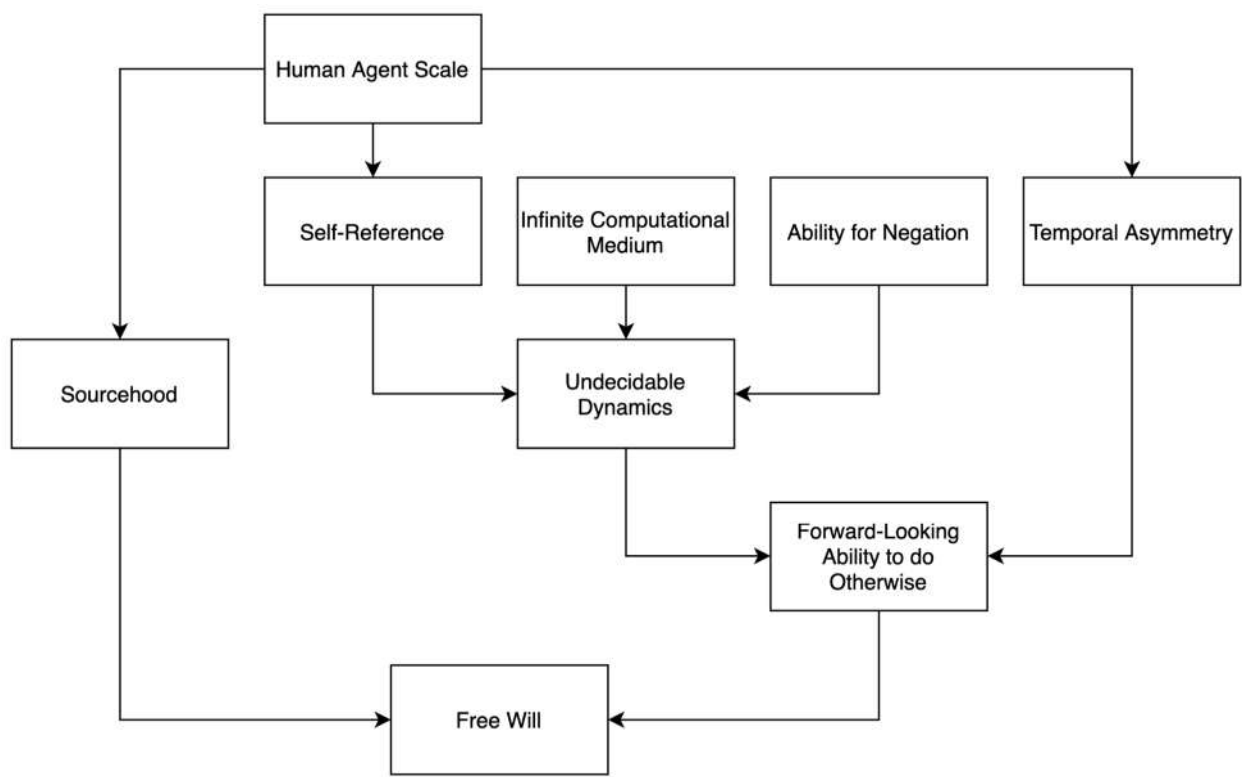 Human Agent Scale
Self-Reference
Infinite Computational
Medium
Ability for Negation
Temporal Asymmetry
Sourcehood
Undecidable
Dynamics
Forward-Looking
Ability to do
Otherwise
Free Will